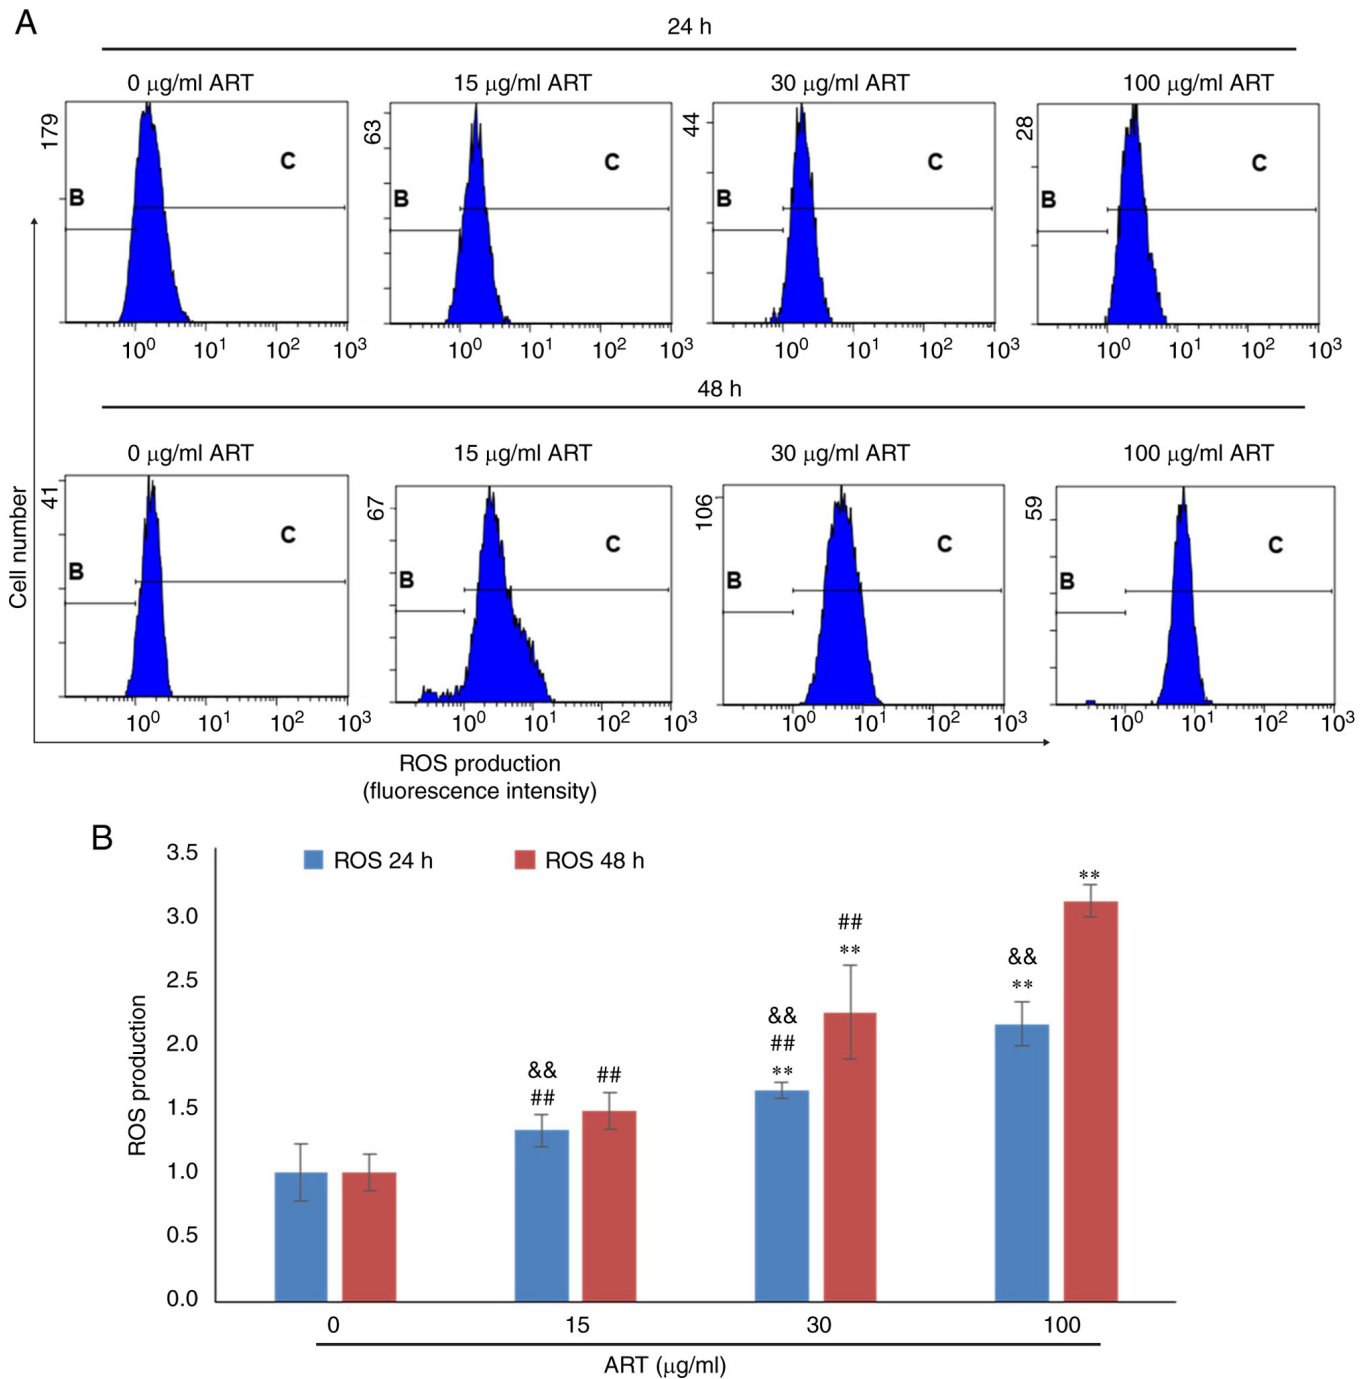 A
24 h
0 µg/ml ART
15 µg/ml ART
30 µg/ml ART
100 µg/ml ART
179
B
C
63
B
C
44
B
C
28
B
C
10⁰ 10¹ 10² 10³
10⁰ 10¹ 10² 10³
10⁰ 10¹ 10² 10³
10⁰ 10¹ 10² 10³
48 h
0 µg/ml ART
15 µg/ml ART
30 µg/ml ART
100 µg/ml ART
41
B
C
67
B
C
106
B
C
59
B
C
10⁰ 10¹ 10² 10³
10⁰ 10¹ 10² 10³
10⁰ 10¹ 10² 10³
10⁰ 10¹ 10² 10³
Cell number
ROS production
(fluorescence intensity)
B
ROS 24 h
ROS 48 h
3.5
3.0
2.5
2.0
1.5
1.0
0.5
0.0
ROS production
&&
##
##
&&
##
**
##
**
&&
**
**
0
15
30
100
ART (µg/ml)